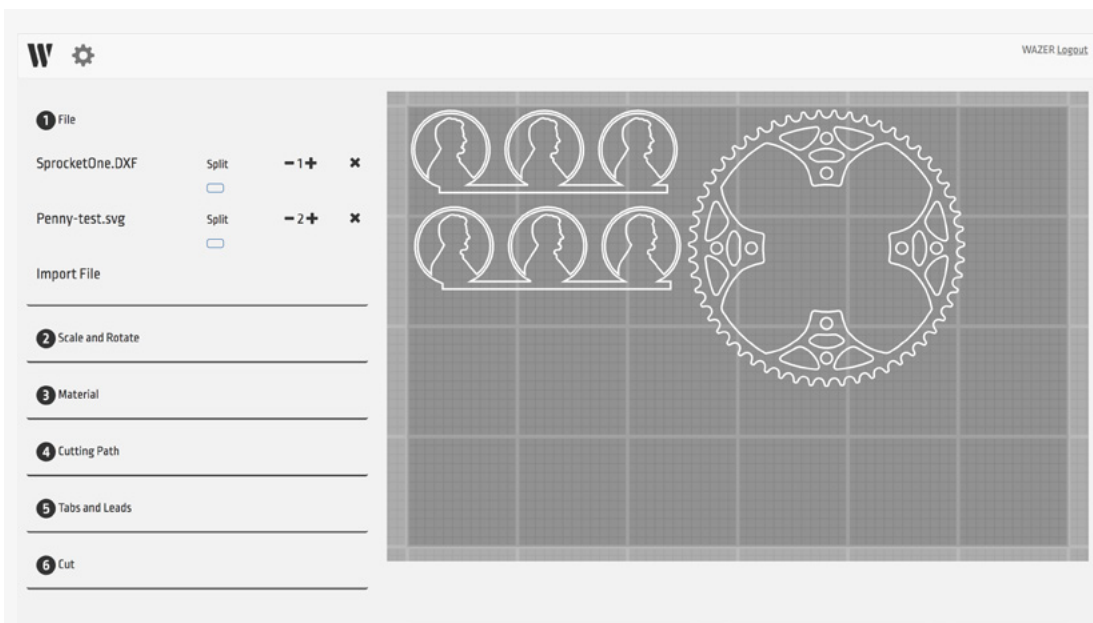 W
WAZER Logout
1 File
SprocketOne.DXF Split 1
Penny-test.svg Split 2
Import File
2 Scale and Rotate
3 Material
4 Cutting Path
5 Tabs and Leads
6 Cut